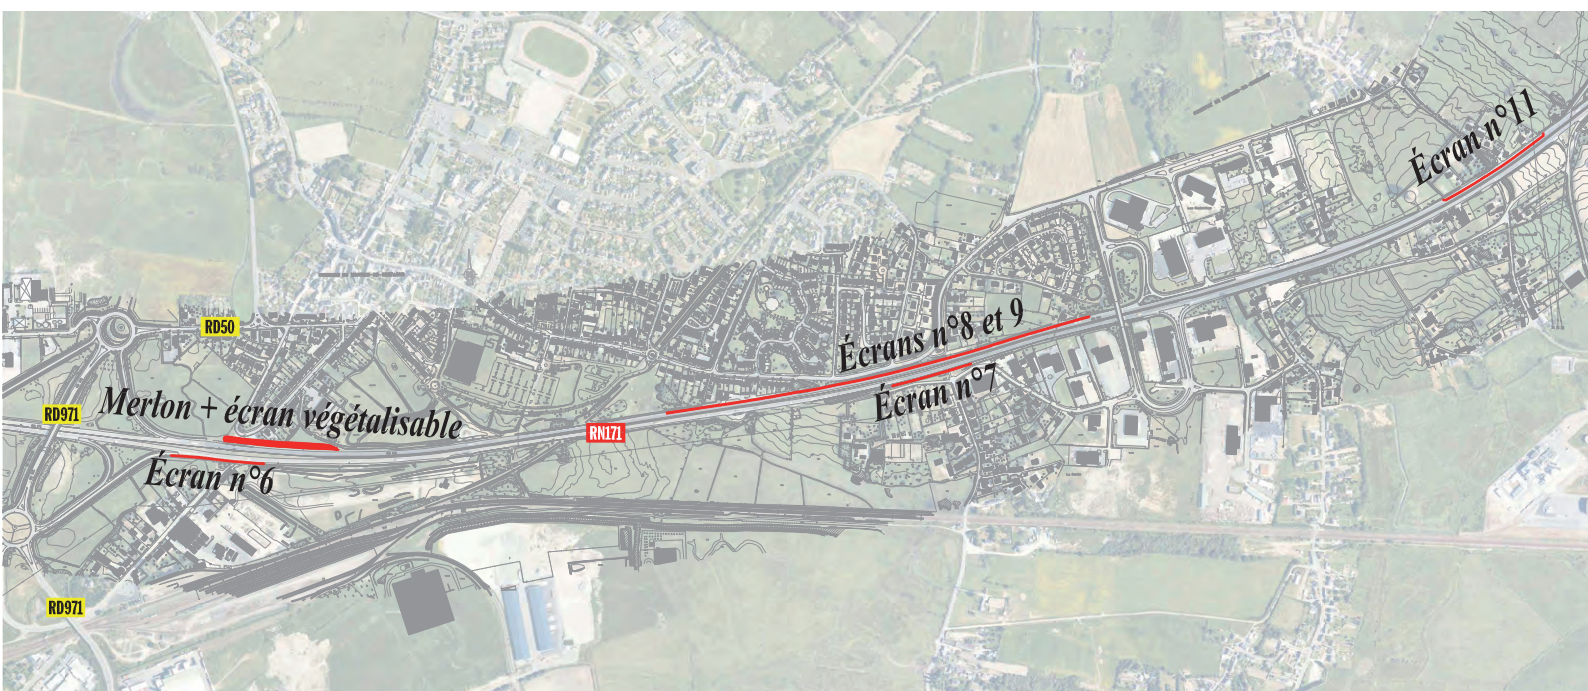 Écran n°11
RD50
Écrans n°8 et 9
Écran n°7
RD971
Merlon + écran végétalisable
RN171
Écran n°6
RD971